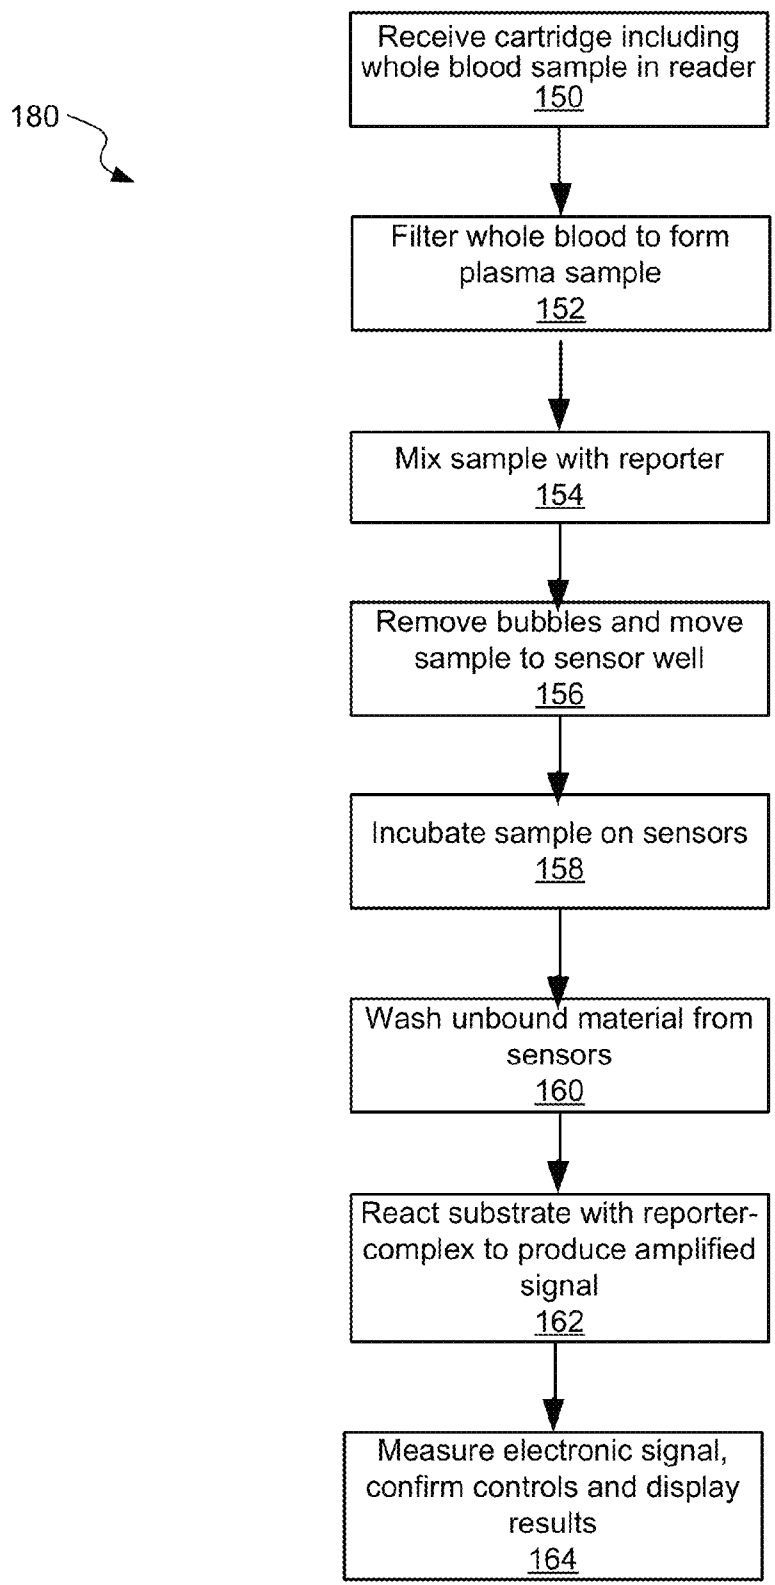 Receive cartridge including
whole blood sample in reader
150
180
Filter whole blood to form
plasma sample
152
Mix sample with reporter
154
Remove bubbles and move
sample to sensor well
156
Incubate sample on sensors
158
Wash unbound material from
sensors
160
React substrate with reporter-
complex to produce amplified
signal
162
Measure electronic signal,
confirm controls and display
results
164